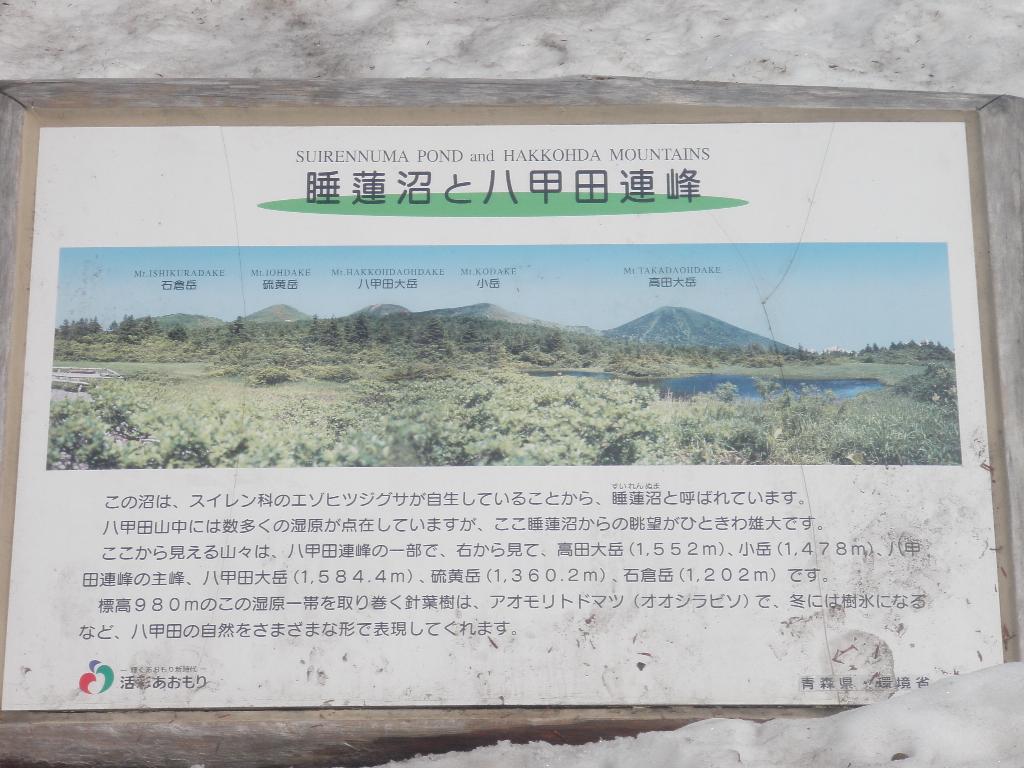 SUIRENNUMA POND and HAKKOHDA MOUNTAINS
睡蓮沼と八甲田連峰
Mt.ISHIKURADAKE
石倉岳
Mt.IOHDAKE
硫黄岳
Mt.HAKKOHDAOHDAKE
八甲田大岳
Mt.KODAKE
小岳
Mt.TAKADAOHDAKE
高田大岳
すいれんぬま
この沼は、スイレン科のエゾヒツジグサが自生していることから、睡蓮沼と呼ばれています。
八甲田山中には数多くの湿原が点在していますが、ここ睡蓮沼からの眺望がひときわ雄大です。
ここから見える山々は、八甲田連峰の一部で、右から見て、高田大岳(1,552m)、小岳(1,478m)、八甲
田連峰の主峰、八甲田大岳(1,584.4m)、硫黄岳(1,360.2m)、石倉岳(1,202m)です。
標高980mのこの湿原一帯を取り巻く針葉樹は、アオモリトドマツ(オオシラビソ)で、冬には樹氷になる
など、八甲田の自然をさまざまな形で表現してくれます。
― 輝くあおもり新時代 ―
活彩あおもり
青森県・環境省